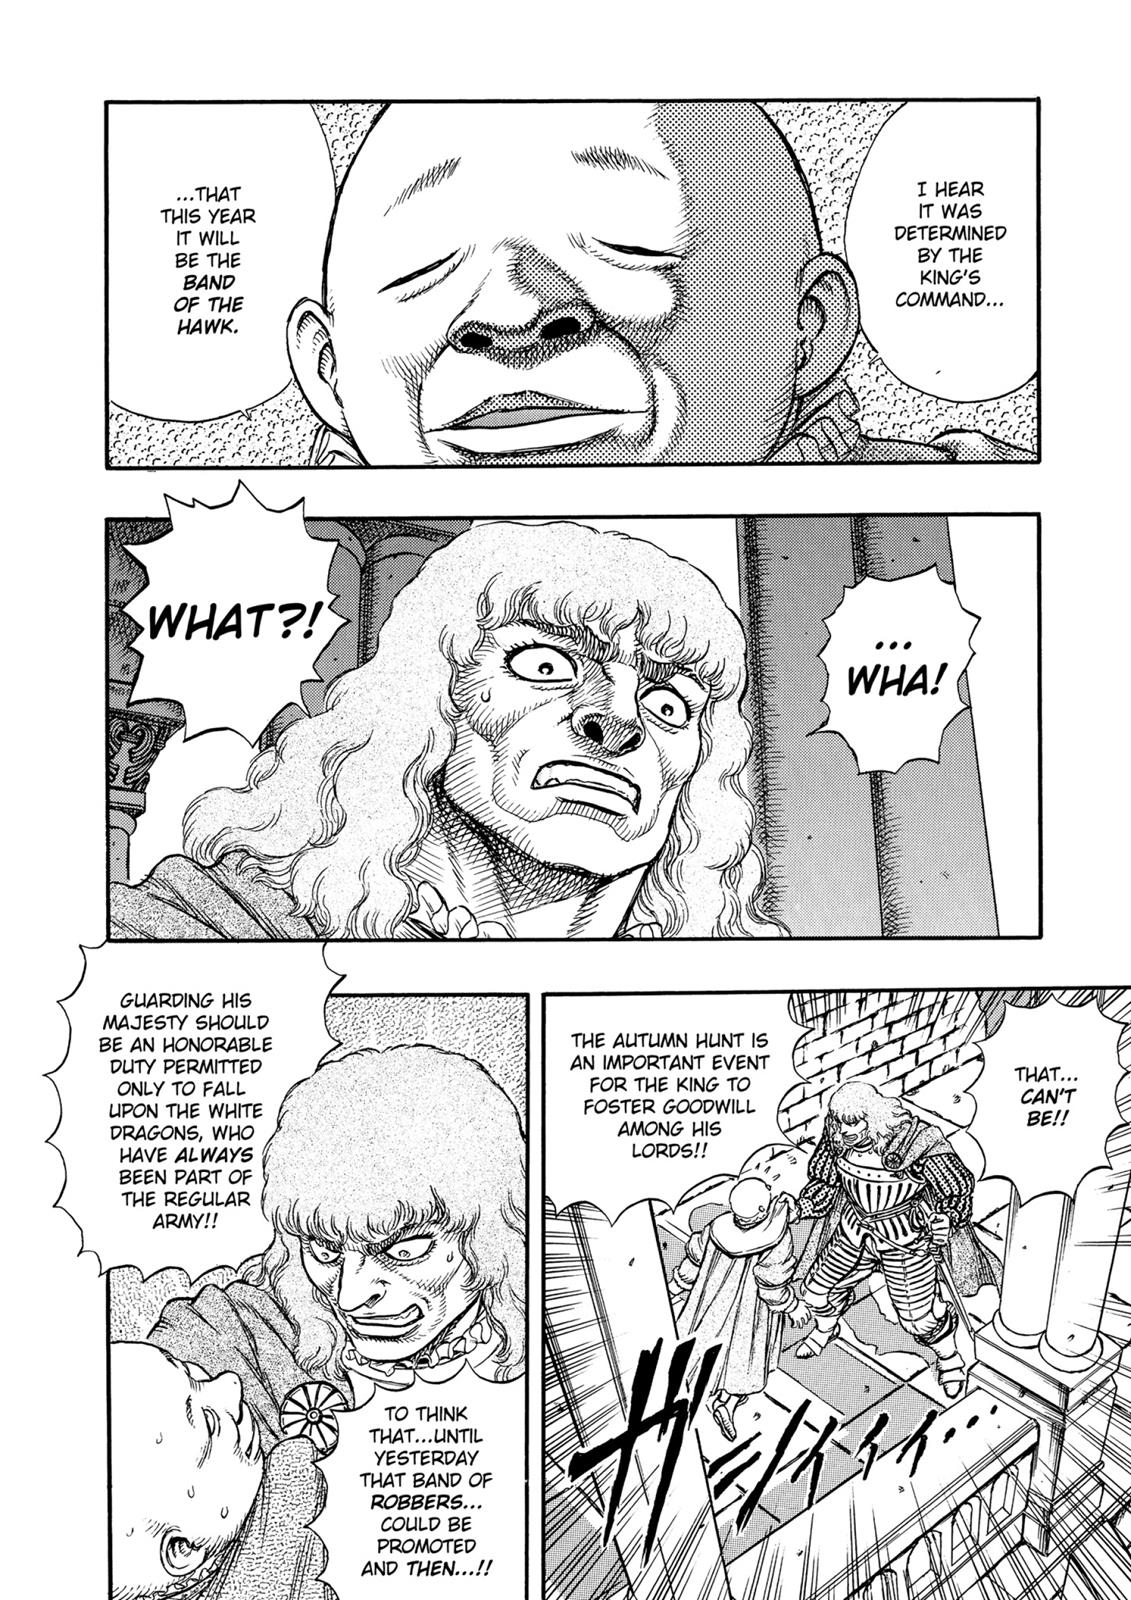 I HEAR
IT WAS
DETERMINED
BY THE
KING'S
COMMAND...
...THAT
THIS YEAR
IT WILL
BE THE
BAND
OF THE
HAWK.
...
WHA!
WHAT?!
THAT...
CAN'T
BE!!
THE AUTUMN HUNT IS
AN IMPORTANT EVENT
FOR THE KING TO
FOSTER GOODWILL
AMONG HIS
LORDS!!
ガシィイィ...
GUARDING HIS
MAJESTY SHOULD
BE AN HONORABLE
DUTY PERMITTED
ONLY TO FALL
UPON THE WHITE
DRAGONS, WHO
HAVE ALWAYS
BEEN PART OF
THE REGULAR
ARMY!!
TO THINK
THAT...UNTIL
YESTERDAY
THAT BAND OF
ROBBERS...
COULD BE
PROMOTED
AND THEN...!!